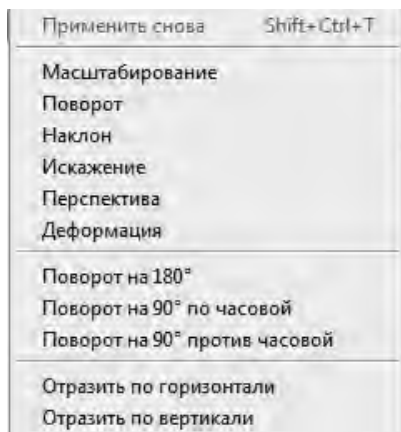 Применить снова Shift+Ctrl+T
Масштабирование
Поворот
Наклон
Искажение
Перспектива
Деформация
Поворот на 180°
Поворот на 90° по часовой
Поворот на 90° против часовой
Отразить по горизонтали
Отразить по вертикали